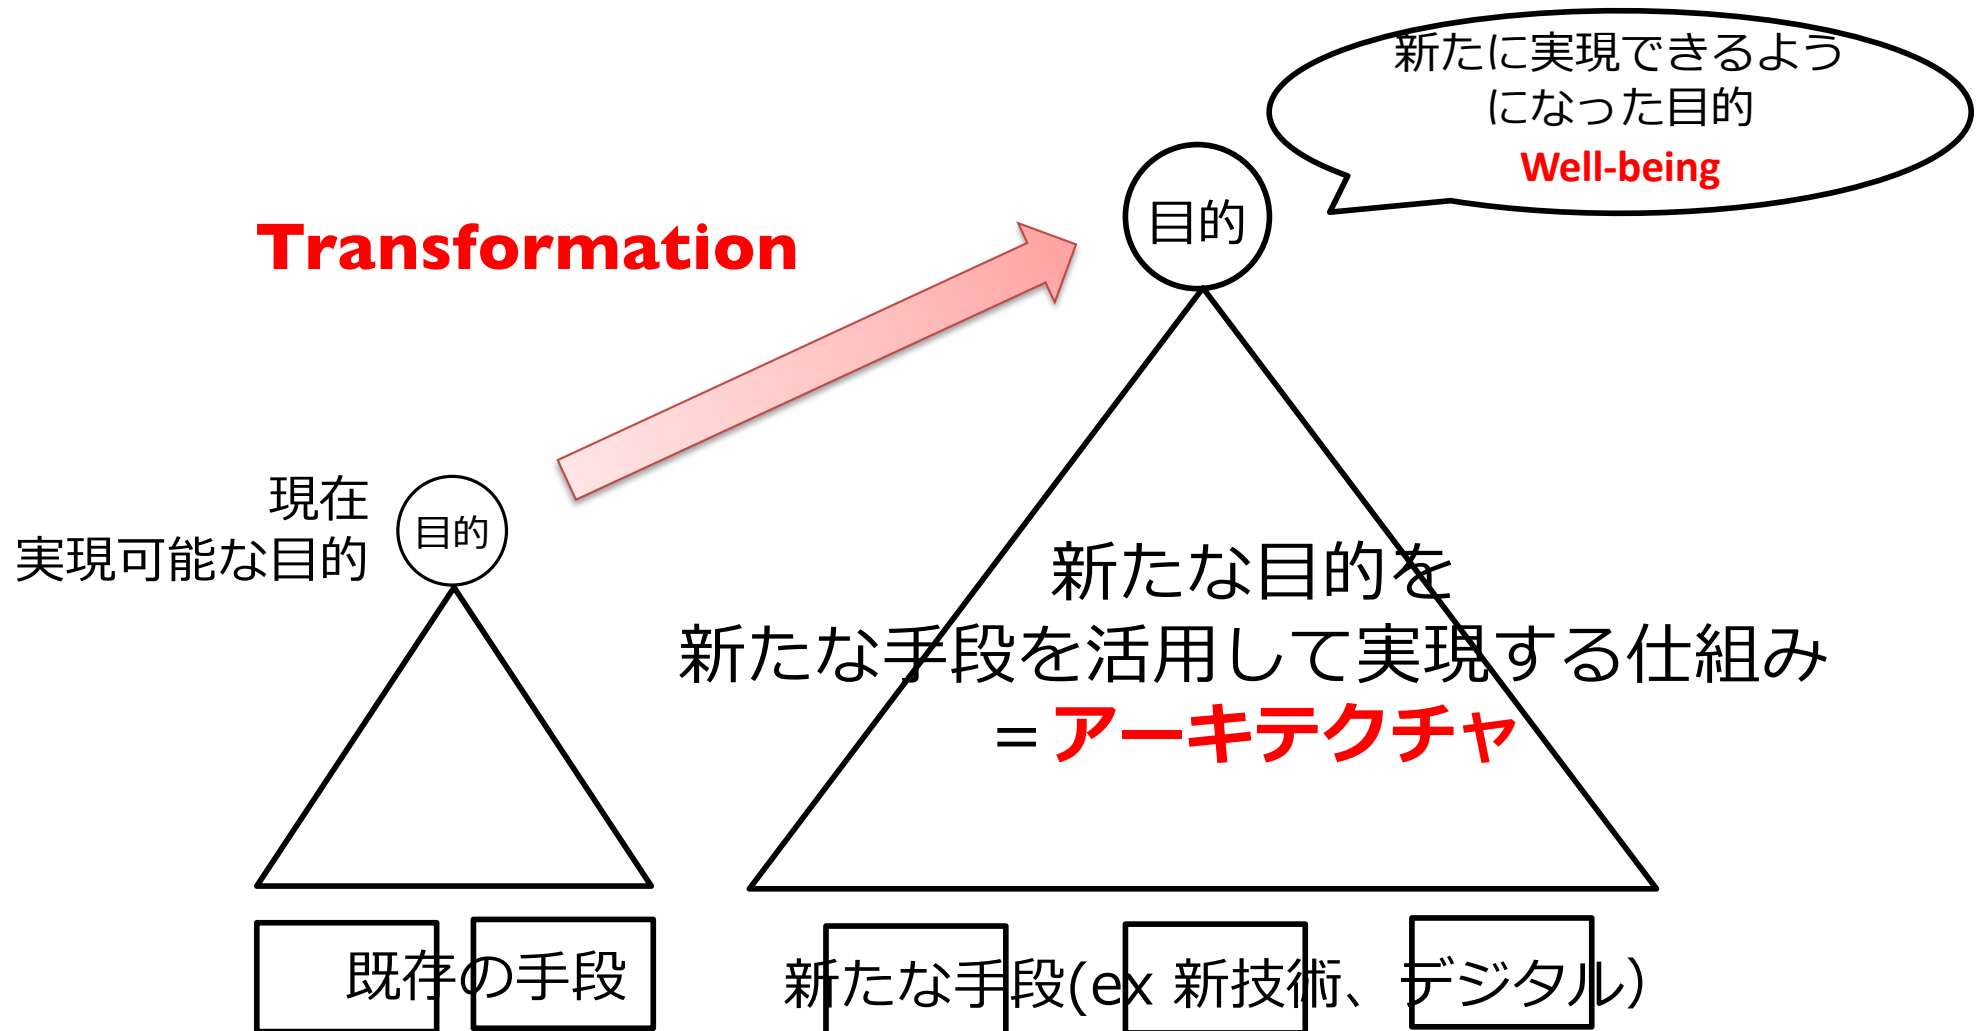 新たに実現できるよう
になった目的
Well-being
目的
Transformation
現在
実現可能な目的
目的
新たな目的を
新たな手段を活用して実現する仕組み
=アーキテクチャ
既存の手段
新たな手段(ex 新技術、デジタル）